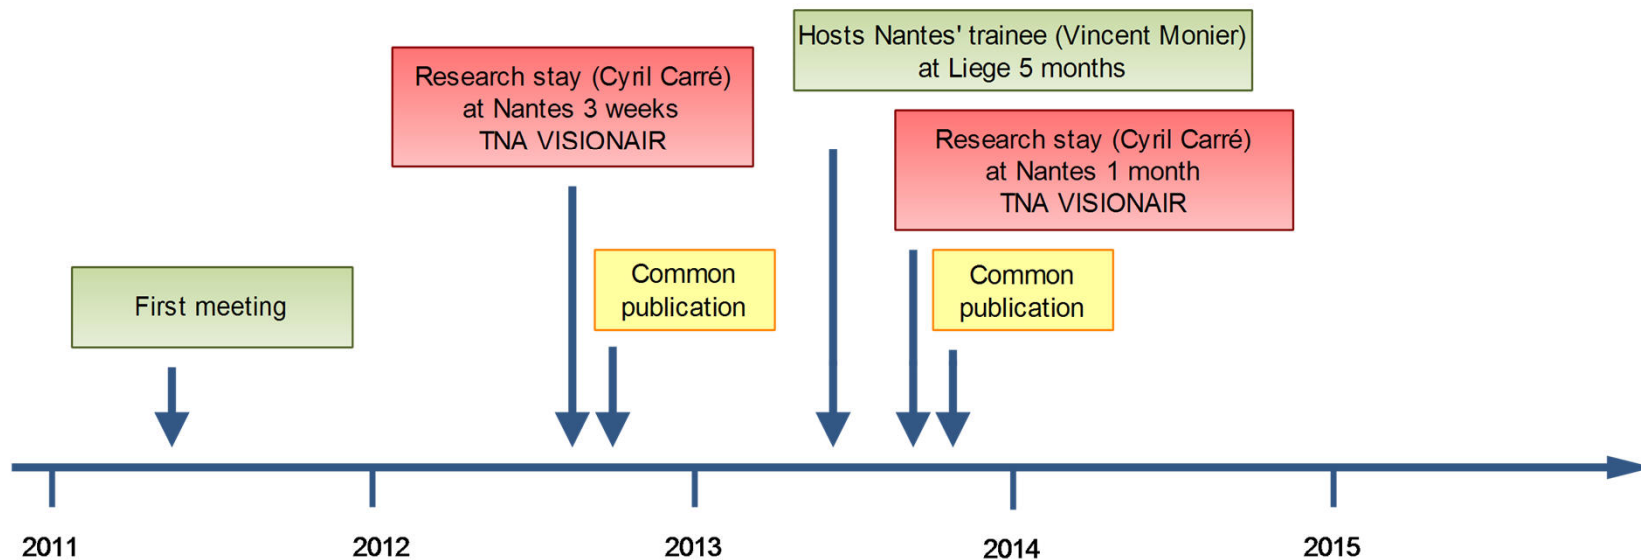 Hosts Nantes' trainee (Vincent Monier)
at Liege 5 months
Research stay (Cyril Carré)
at Nantes 3 weeks
TNA VISIONAIR
Research stay (Cyril Carré)
at Nantes 1 month
TNA VISIONAIR
First meeting
Common
publication
Common
publication
2011
2012
2013
2014
2015